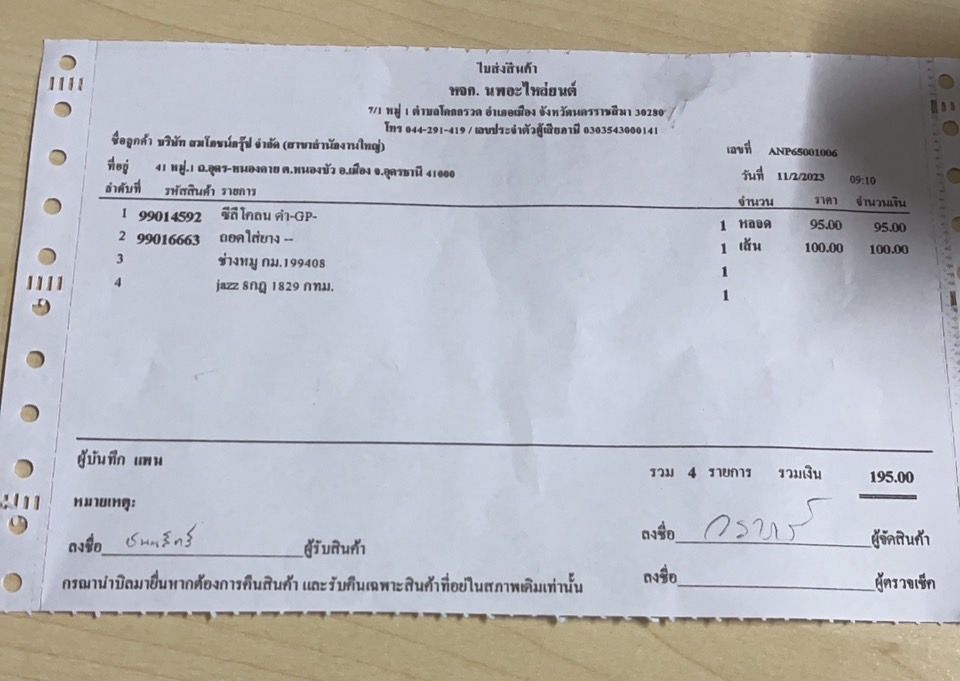 ใบส่งสินค้า
หจก. นพอะไหล่ยนต์
7/1 หมู่ 1 ตำบลโคกกรวด อำเภอเมือง จังหวัดนครราชสีมา 30280
โทร 044-291-419 / เลขประจำตัวผู้เสียภาษี 0303543000141
ชื่อลูกค้า บริษัท สมโภชน์กรุ๊ป จำกัด (สาขาสำนักงานใหญ่) เลขที่ ANP65001006
ที่อยู่ 41 หมู่.1 ถ.อุดร-หนองคาย ต.หนองบัว อ.เมือง จ.อุดรธานี 41000 วันที่ 11/2/2023 09:10
ลำดับที่ รหัสสินค้า รายการ จำนวน ราคา จำนวนเงิน
1 99014592 ซีลีโคลน ดำ-GP- 1 หลอด 95.00 95.00
2 99016663 ถอดใส่ยาง -- 1 เส้น 100.00 100.00
3 ช่างหมู กม.199408 1
4 jazz 8กฎ 1829 กทม. 1
ผู้บันทึก แพน รวม 4 รายการ รวมเงิน 195.00
หมายเหตุ:
ลงชื่อ ผู้รับสินค้า ลงชื่อ ผู้จัดสินค้า
กรุณานำบิลมายื่นหากต้องการคืนสินค้า และรับคืนเฉพาะสินค้าที่อยู่ในสภาพเดิมเท่านั้น ลงชื่อ ผู้ตรวจเช็ค